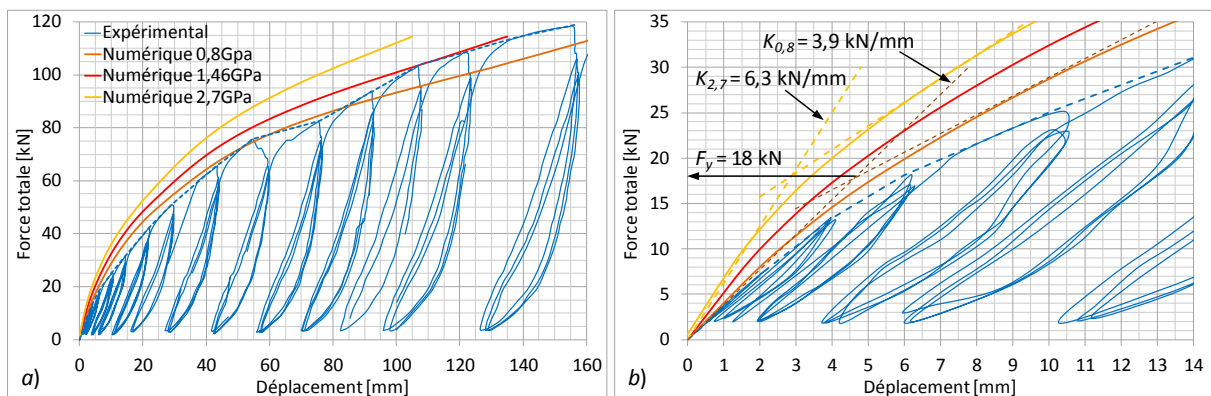 120
100
80
60
40
20
0
Force totale [kN]
Expérimental
Numérique 0,8Gpa
Numérique 1,46GPa
Numérique 2,7GPa
0 20 40 60 80 100 120 140 160
a) Déplacement [mm]
35
30
25
20
15
10
5
0
Force totale [kN]
K0,8 = 3,9 kN/mm
K2,7 = 6,3 kN/mm
Fy = 18 kN
0 1 2 3 4 5 6 7 8 9 10 11 12 13 14
b) Déplacement [mm]